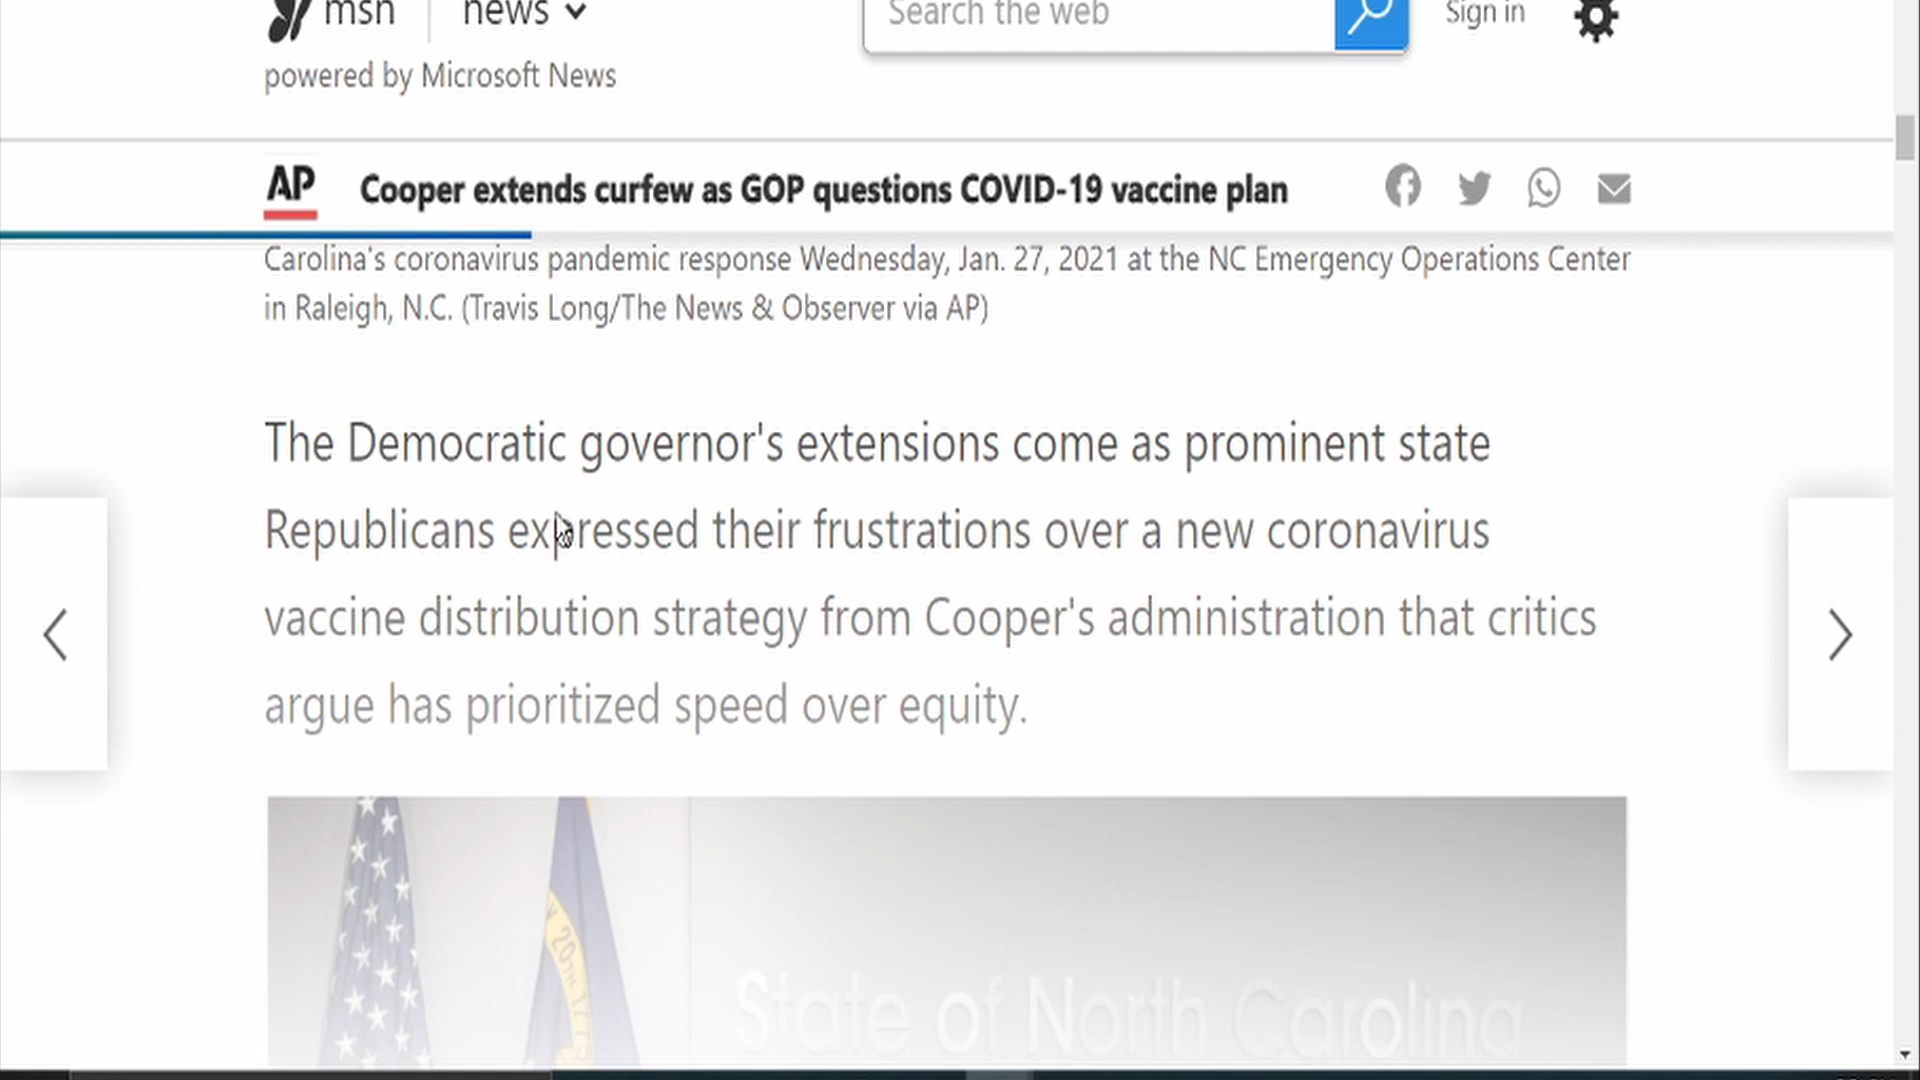 msn news
Search the web
Sign in
powered by Microsoft News
AP Cooper extends curfew as GOP questions COVID-19 vaccine plan
Carolina's coronavirus pandemic response Wednesday, Jan. 27, 2021 at the NC Emergency Operations Center
in Raleigh, N.C. (Travis Long/The News & Observer via AP)
The Democratic governor's extensions come as prominent state
Republicans expressed their frustrations over a new coronavirus
vaccine distribution strategy from Cooper's administration that critics
argue has prioritized speed over equity.
20TH
State of North Carolina